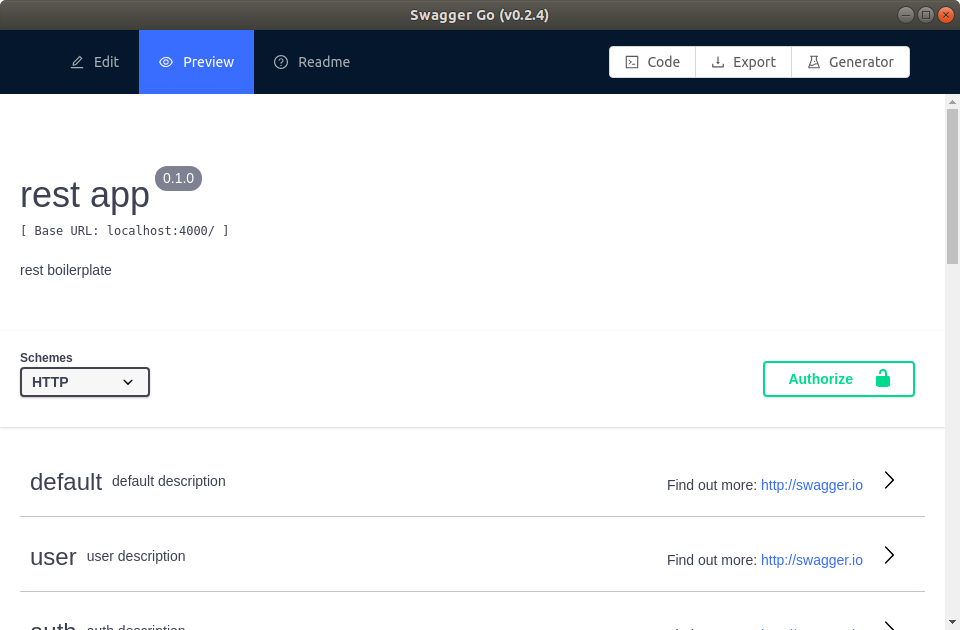 Swagger Go (v0.2.4)
Edit Preview Readme Code Export Generator
rest app 0.1.0
[ Base URL: localhost:4000/ ]
rest boilerplate
Schemes
HTTP
Authorize
default default description Find out more: http://swagger.io
user user description Find out more: http://swagger.io
auth auth description